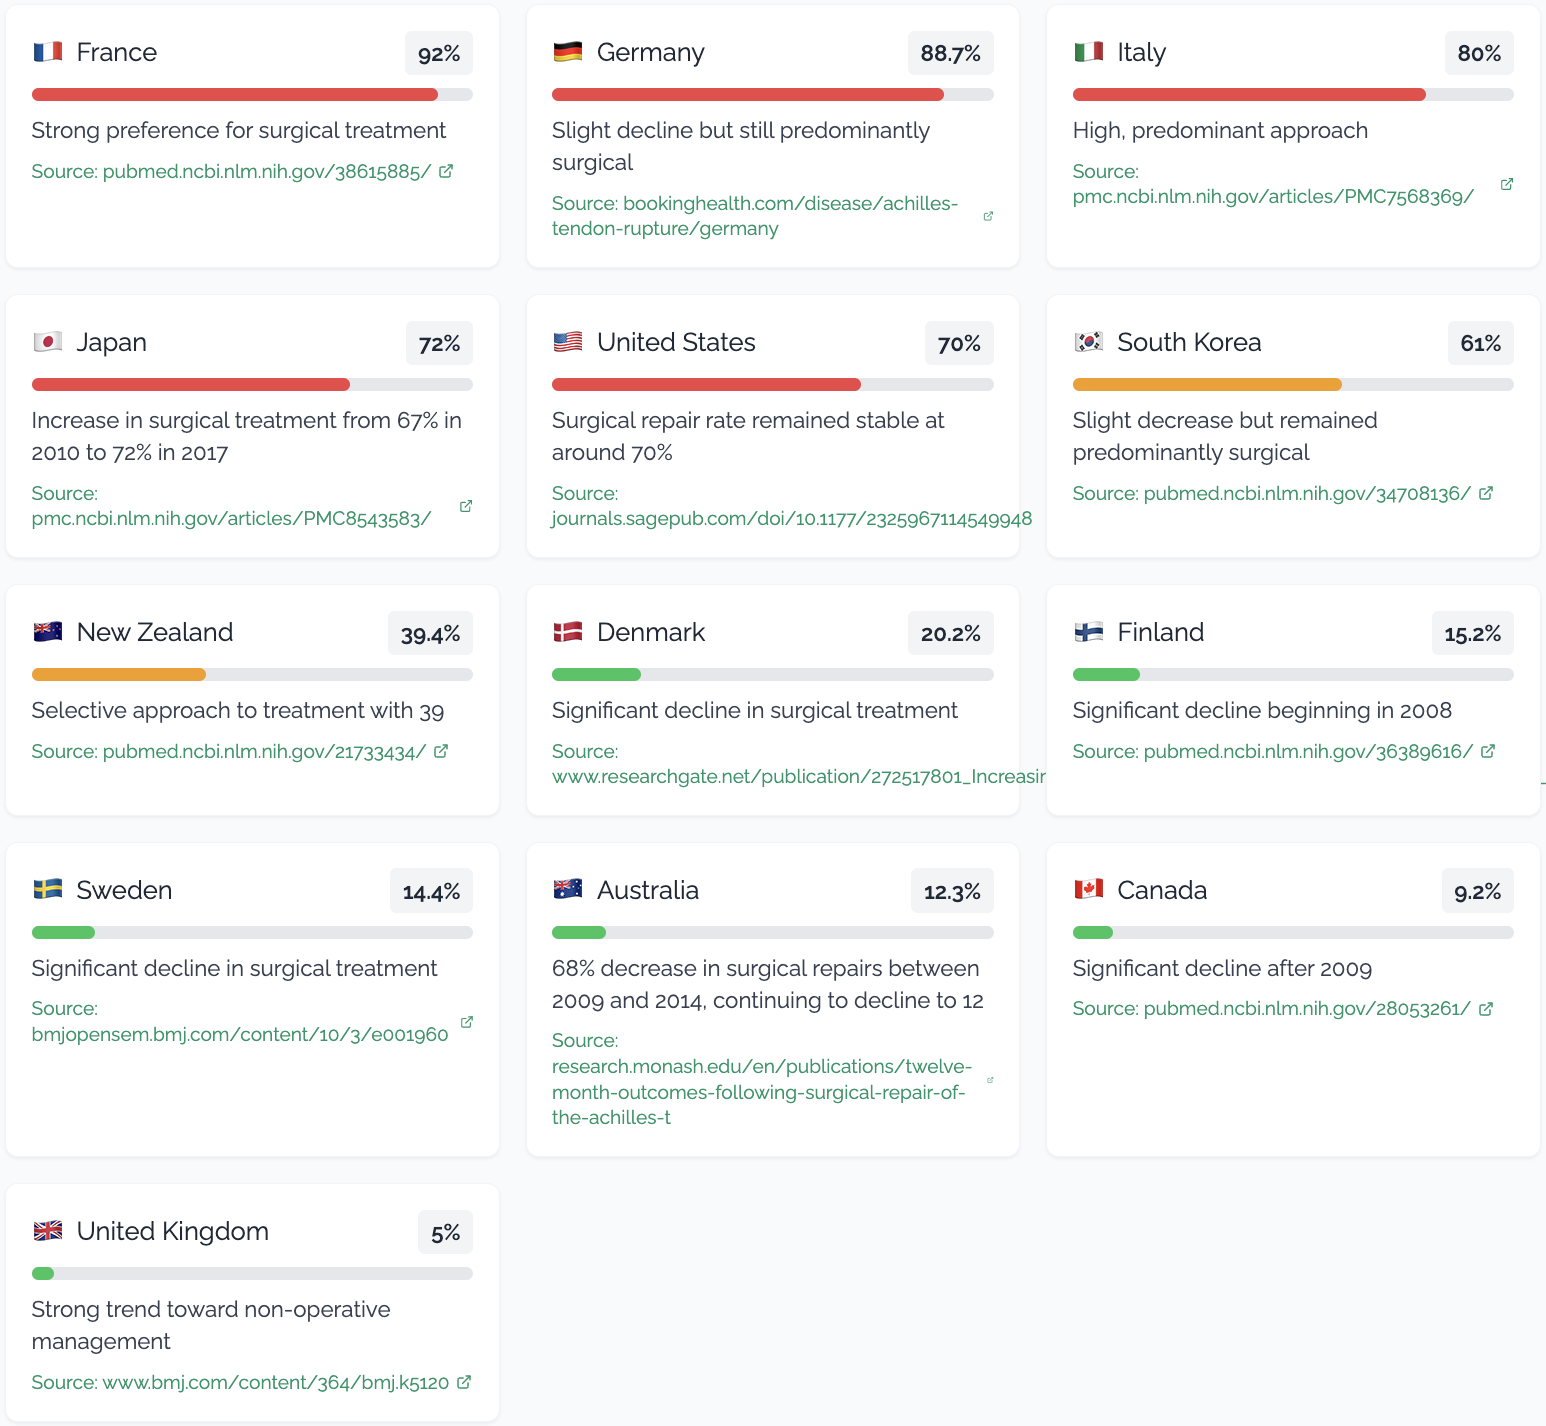 France
92%
Strong preference for surgical treatment
Source: pubmed.ncbi.nlm.nih.gov/38615885/
Germany
88.7%
Slight decline but still predominantly
surgical
Source: bookinghealth.com/disease/achilles-
tendon-rupture/germany
Italy
80%
High, predominant approach
Source:
pmc.ncbi.nlm.nih.gov/articles/PMC7568369/
Japan
72%
Increase in surgical treatment from 67% in
2010 to 72% in 2017
Source:
pmc.ncbi.nlm.nih.gov/articles/PMC8543583/
United States
70%
Surgical repair rate remained stable at
around 70%
Source:
journals.sagepub.com/doi/10.1177/2325967114549948
South Korea
61%
Slight decrease but remained
predominantly surgical
Source: pubmed.ncbi.nlm.nih.gov/34708136/
New Zealand
39.4%
Selective approach to treatment with 39
Source: pubmed.ncbi.nlm.nih.gov/21733434/
Denmark
20.2%
Significant decline in surgical treatment
Source:
www.researchgate.net/publication/272517801_Increasin
Finland
15.2%
Significant decline beginning in 2008
Source: pubmed.ncbi.nlm.nih.gov/36389616/
Sweden
14.4%
Significant decline in surgical treatment
Source:
bmjopensem.bmj.com/content/10/3/e001960
Australia
12.3%
68% decrease in surgical repairs between
2009 and 2014, continuing to decline to 12
Source:
research.monash.edu/en/publications/twelve-
month-outcomes-following-surgical-repair-of-
the-achilles-t
Canada
9.2%
Significant decline after 2009
Source: pubmed.ncbi.nlm.nih.gov/28053261/
United Kingdom
5%
Strong trend toward non-operative
management
Source: www.bmj.com/content/364/bmj.k5120